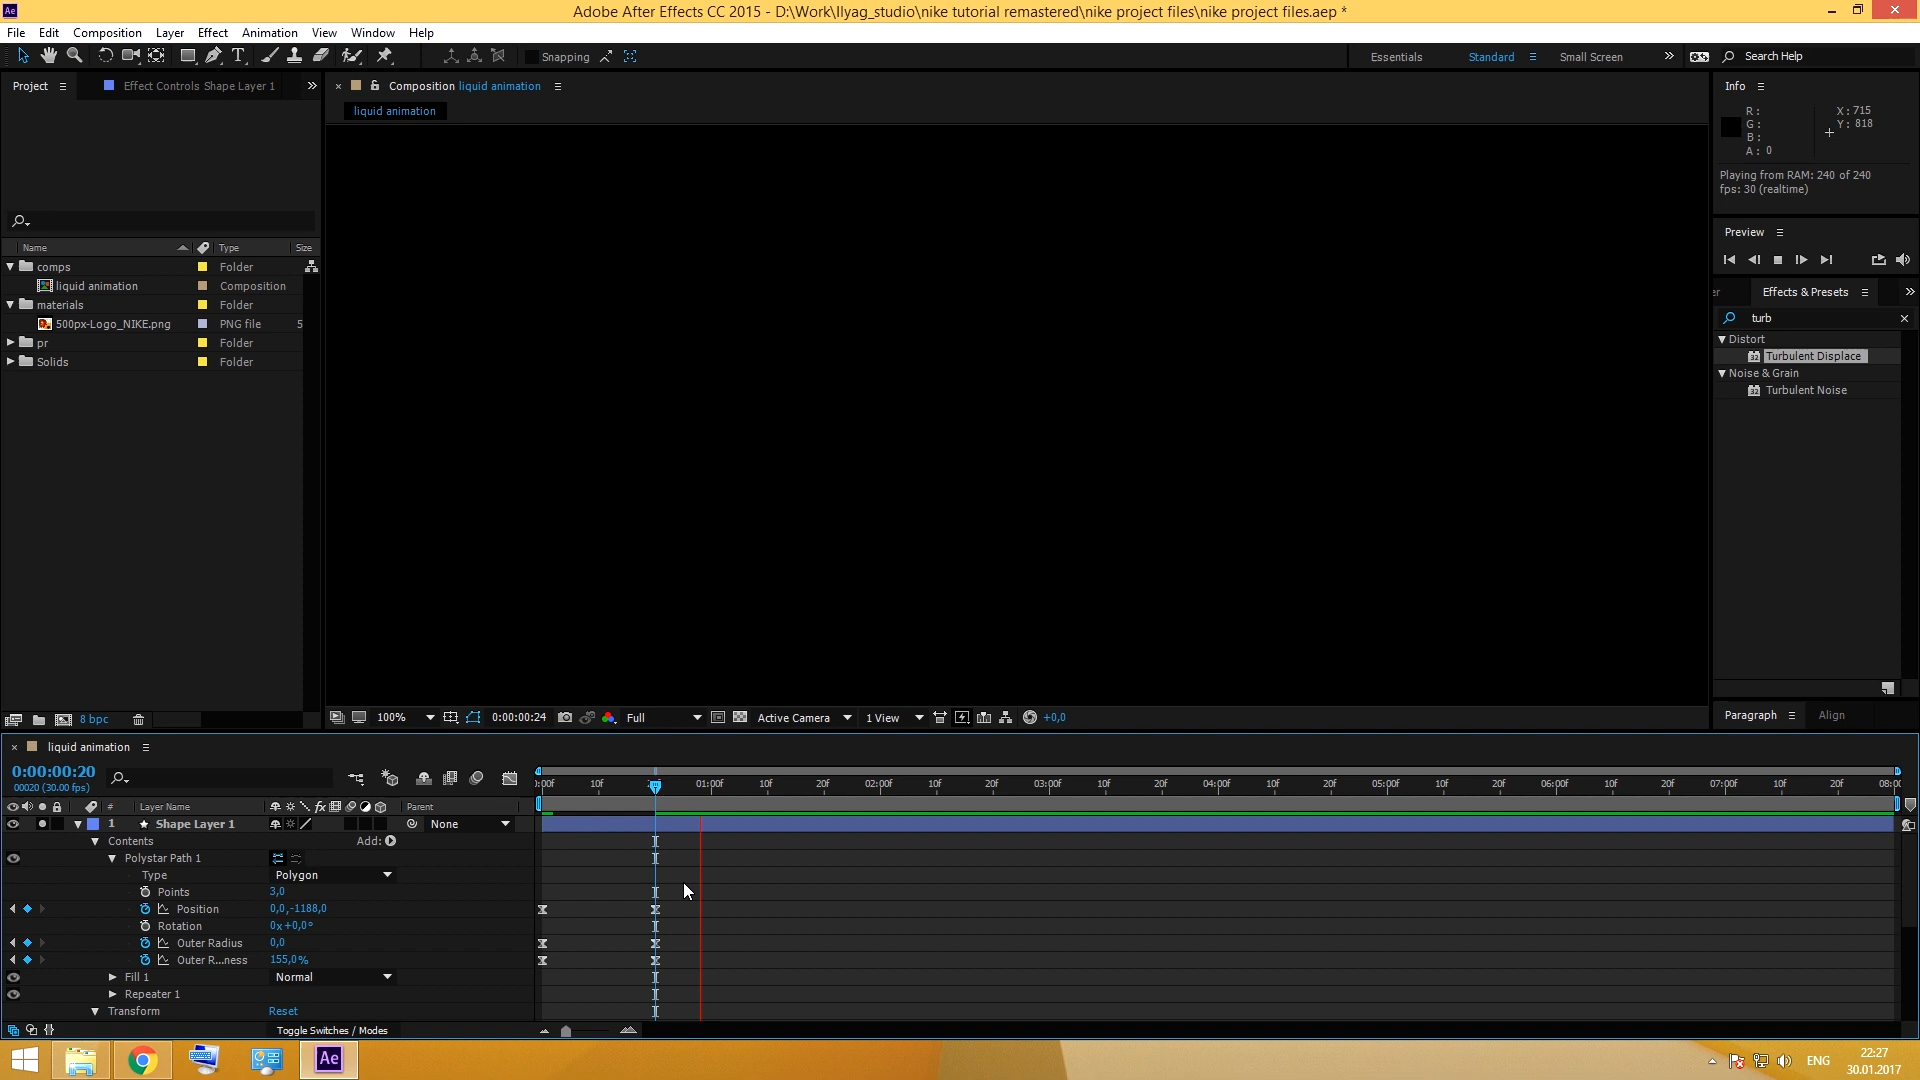 Adobe After Effects CC 2015 - D:\Work\Ilyag_studio\nike tutorial remastered\nike project files\nike project files.aep *
File Edit Composition Layer Effect Animation View Window Help
Snapping Essentials Standard Small Screen Search Help
Project Effect Controls Shape Layer 1
Composition liquid animation
liquid animation
Info
R: X: 715
G: Y: 818
B:
A: 0
Playing from RAM: 240 of 240
fps: 30 (realtime)
Preview
Effects & Presets
turb
Distort
Turbulent Displace
Noise & Grain
Turbulent Noise
Paragraph Align
Name Type Size
comps Folder
liquid animation Composition
materials Folder
500px-Logo_NIKE.png PNG file 5
pr Folder
Solids Folder
8 bpc
100% 0:00:00:24 Full Active Camera 1 View +0,0
liquid animation
0:00:00:20
00020 (30.00 fps)
10f 01:00f 10f 20f 02:00f 10f 20f 03:00f 10f 20f 04:00f 10f 20f 05:00f 10f 20f 06:00f 10f 20f 07:00f 10f 20f
# Layer Name Parent
1 Shape Layer 1 None
Contents Add:
Polystar Path 1
Type Polygon
Points 3,0
Position 0,0,-1188,0
Rotation 0x+0,0°
Outer Radius 0,0
Outer R...ness 155,0%
Fill 1 Normal
Repeater 1
Transform Reset
Toggle Switches / Modes
Ae ENG 22:27
30.01.2017